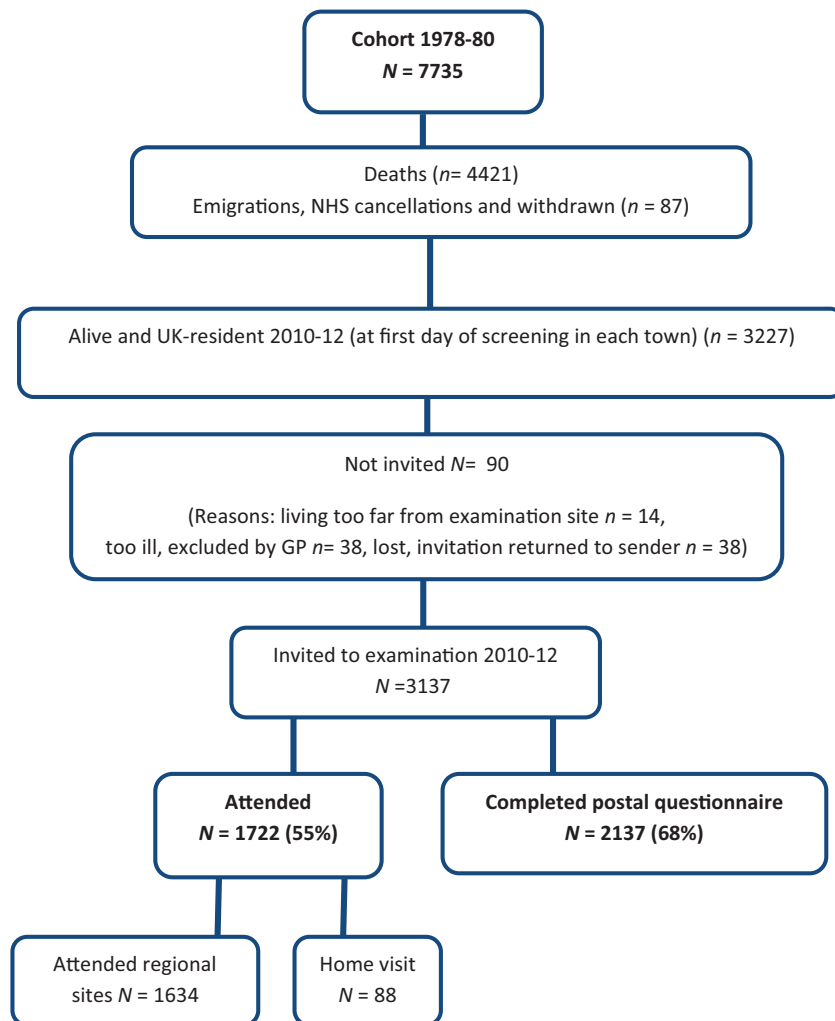 Cohort 1978-80
N = 7735
Deaths (n= 4421)
Emigrations, NHS cancellations and withdrawn (n = 87)
Alive and UK-resident 2010-12 (at first day of screening in each town) (n = 3227)
Not invited N= 90
(Reasons: living too far from examination site n = 14,
too ill, excluded by GP n= 38, lost, invitation returned to sender n = 38)
Invited to examination 2010-12
N =3137
Attended
N = 1722 (55%)
Completed postal questionnaire
N = 2137 (68%)
Attended regional
sites N = 1634
Home visit
N = 88